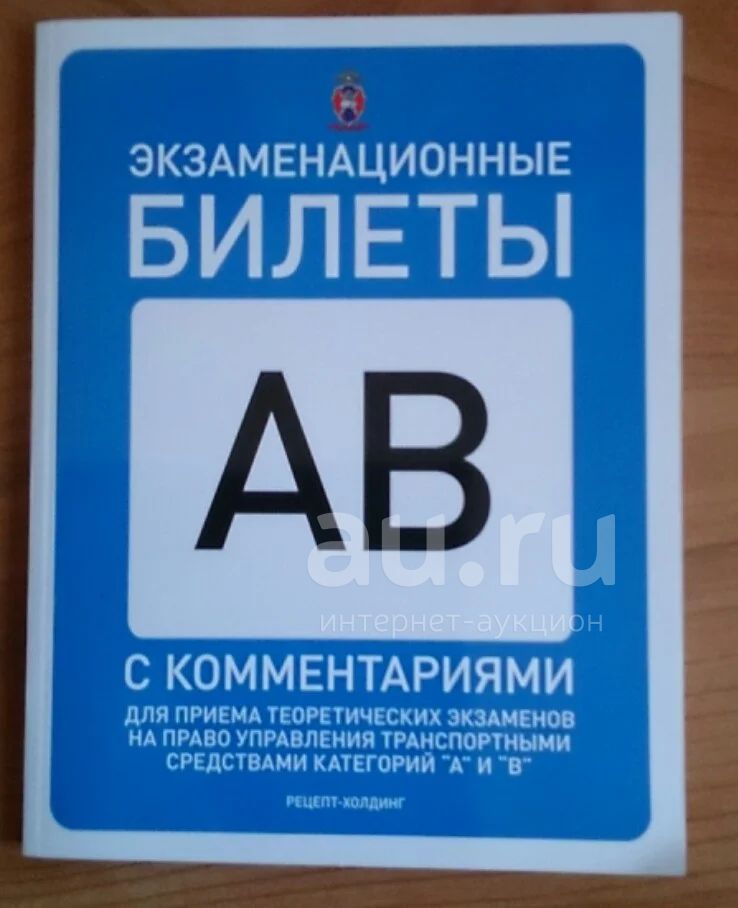 ЭКЗАМЕНАЦИОННЫЕ
БИЛЕТЫ
АВ
au.ru
интернет-аукцион
С КОММЕНТАРИЯМИ
ДЛЯ ПРИЕМА ТЕОРЕТИЧЕСКИХ ЭКЗАМЕНОВ
НА ПРАВО УПРАВЛЕНИЯ ТРАНСПОРТНЫМИ
СРЕДСТВАМИ КАТЕГОРИЙ "А" И "В"
РЕЦЕПТ-ХОЛДИНГ